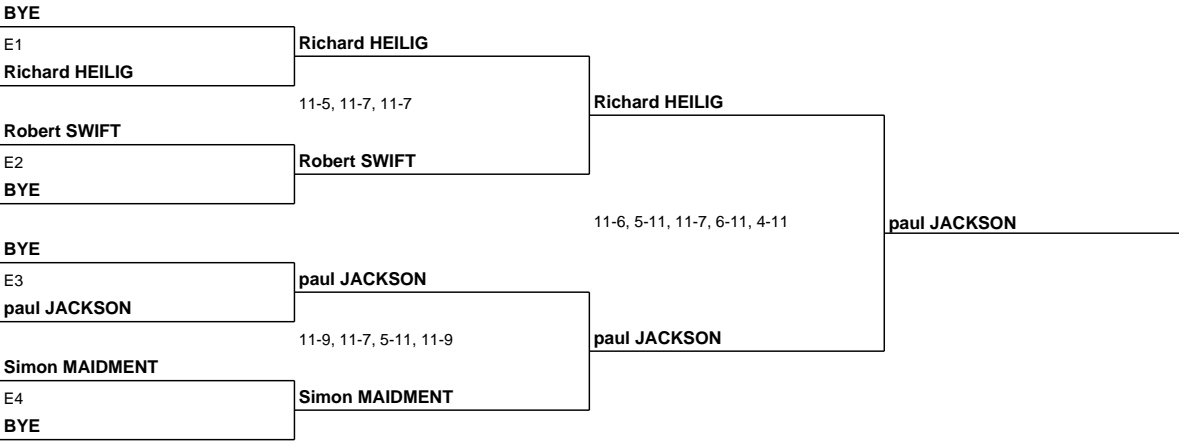 BYE
E1
Richard HEILIG
Richard HEILIG
11-5, 11-7, 11-7
Richard HEILIG
Robert SWIFT
E2
Robert SWIFT
BYE
11-6, 5-11, 11-7, 6-11, 4-11
paul JACKSON
BYE
E3
paul JACKSON
paul JACKSON
11-9, 11-7, 5-11, 11-9
paul JACKSON
Simon MAIDMENT
E4
Simon MAIDMENT
BYE